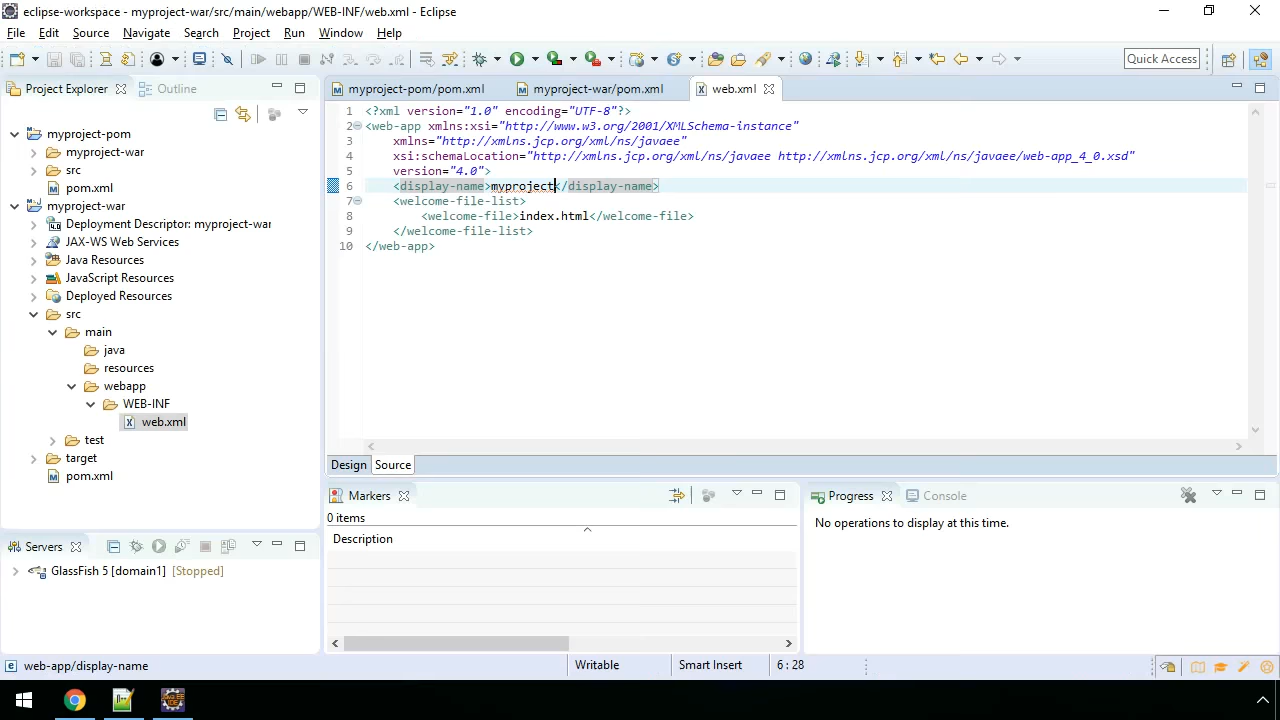 eclipse-workspace - myproject-war/src/main/webapp/WEB-INF/web.xml - Eclipse
File Edit Source Navigate Search Project Run Window Help
Quick Access
Project Explorer
Outline
myproject-pom
myproject-war
src
pom.xml
myproject-war
Deployment Descriptor: myproject-war
JAX-WS Web Services
Java Resources
JavaScript Resources
Deployed Resources
src
main
java
resources
webapp
WEB-INF
web.xml
test
target
pom.xml
Servers
GlassFish 5 [domain1] [Stopped]
myproject-pom/pom.xml
myproject-war/pom.xml
web.xml
1 <?xml version="1.0" encoding="UTF-8"?>
2 <web-app xmlns:xsi="http://www.w3.org/2001/XMLSchema-instance"
3 xmlns="http://xmlns.jcp.org/xml/ns/javaee"
4 xsi:schemaLocation="http://xmlns.jcp.org/xml/ns/javaee http://xmlns.jcp.org/xml/ns/javaee/web-app_4_0.xsd"
5 version="4.0">
6 <display-name>myproject</display-name>
7 <welcome-file-list>
8 <welcome-file>index.html</welcome-file>
9 </welcome-file-list>
10 </web-app>
Design Source
Markers
0 items
Description
Progress
Console
No operations to display at this time.
web-app/display-name
Writable
Smart Insert
6 : 28